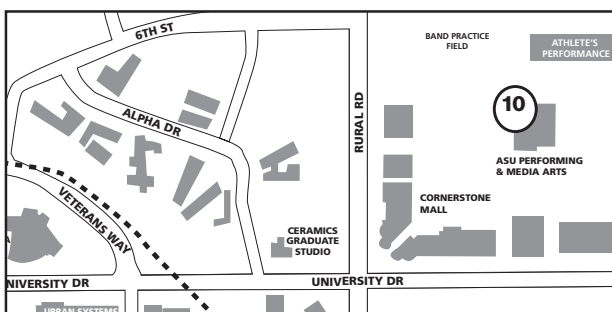 6TH ST
BAND PRACTICE
FIELD
ATHLETE'S
PERFORMANCE
10
ALPHA DR
RURAL RD
ASU PERFORMING
& MEDIA ARTS
VETERANS WAY
CORNERSTONE
MALL
CERAMICS
GRADUATE
STUDIO
A
NIVERSITY DR
UNIVERSITY DR
URBAN SYSTEMS